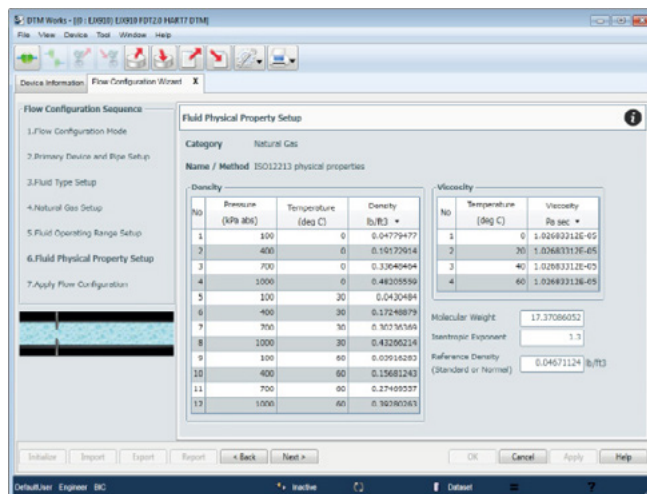 DTM Works - [(0 : EJX910) EJX910 FDT2.0 HART7 DTM]
File View Device Tool Window Help
Device Information Flow Configuration Wizard X
Flow Configuration Sequence
1.Flow Configuration Mode
2.Primary Device and Pipe Setup
3.Fluid Type Setup
4.Natural Gas Setup
5.Fluid Operating Range Setup
6.Fluid Physical Property Setup
7.Apply Flow Configuration
Fluid Physical Property Setup
Category Natural Gas
Name / Method ISO12213 physical properties
Density
No Pressure (kPa abs) Temperature (deg C) Density lb/ft3
1 100 0 0.04779477
2 400 0 0.19172914
3 700 0 0.33648464
4 1000 0 0.48205559
5 100 30 0.0430484
6 400 30 0.17248879
7 700 30 0.30236369
8 1000 30 0.43266214
9 100 60 0.03916283
10 400 60 0.15681243
11 700 60 0.27469557
12 1000 60 0.39280263
Viscocity
No Temperature (deg C) Viscocity Pa sec
1 0 1.02683312E-05
2 20 1.02683312E-05
3 40 1.02683312E-05
4 60 1.02683312E-05
Molecular Weight 17.37086052
Isentropic Exponent 1.3
Reference Density (Standard or Normal) 0.04671124 lb/ft3
Initialize Import Export Report < Back Next > OK Cancel Apply Help
DefaultUser Engineer BIC Inactive Dataset = ?